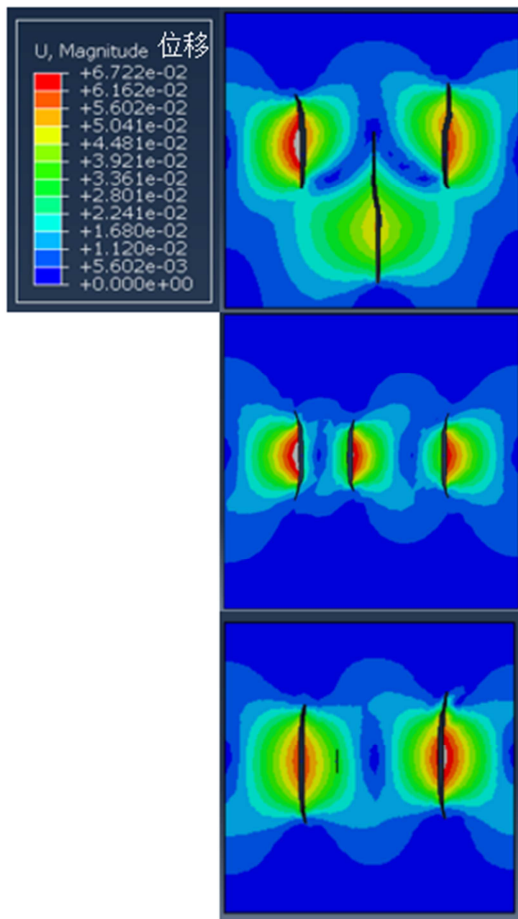 U, Magnitude 位移
+6.722e-02
+6.162e-02
+5.602e-02
+5.041e-02
+4.481e-02
+3.921e-02
+3.361e-02
+2.801e-02
+2.241e-02
+1.680e-02
+1.120e-02
+5.602e-03
+0.000e+00